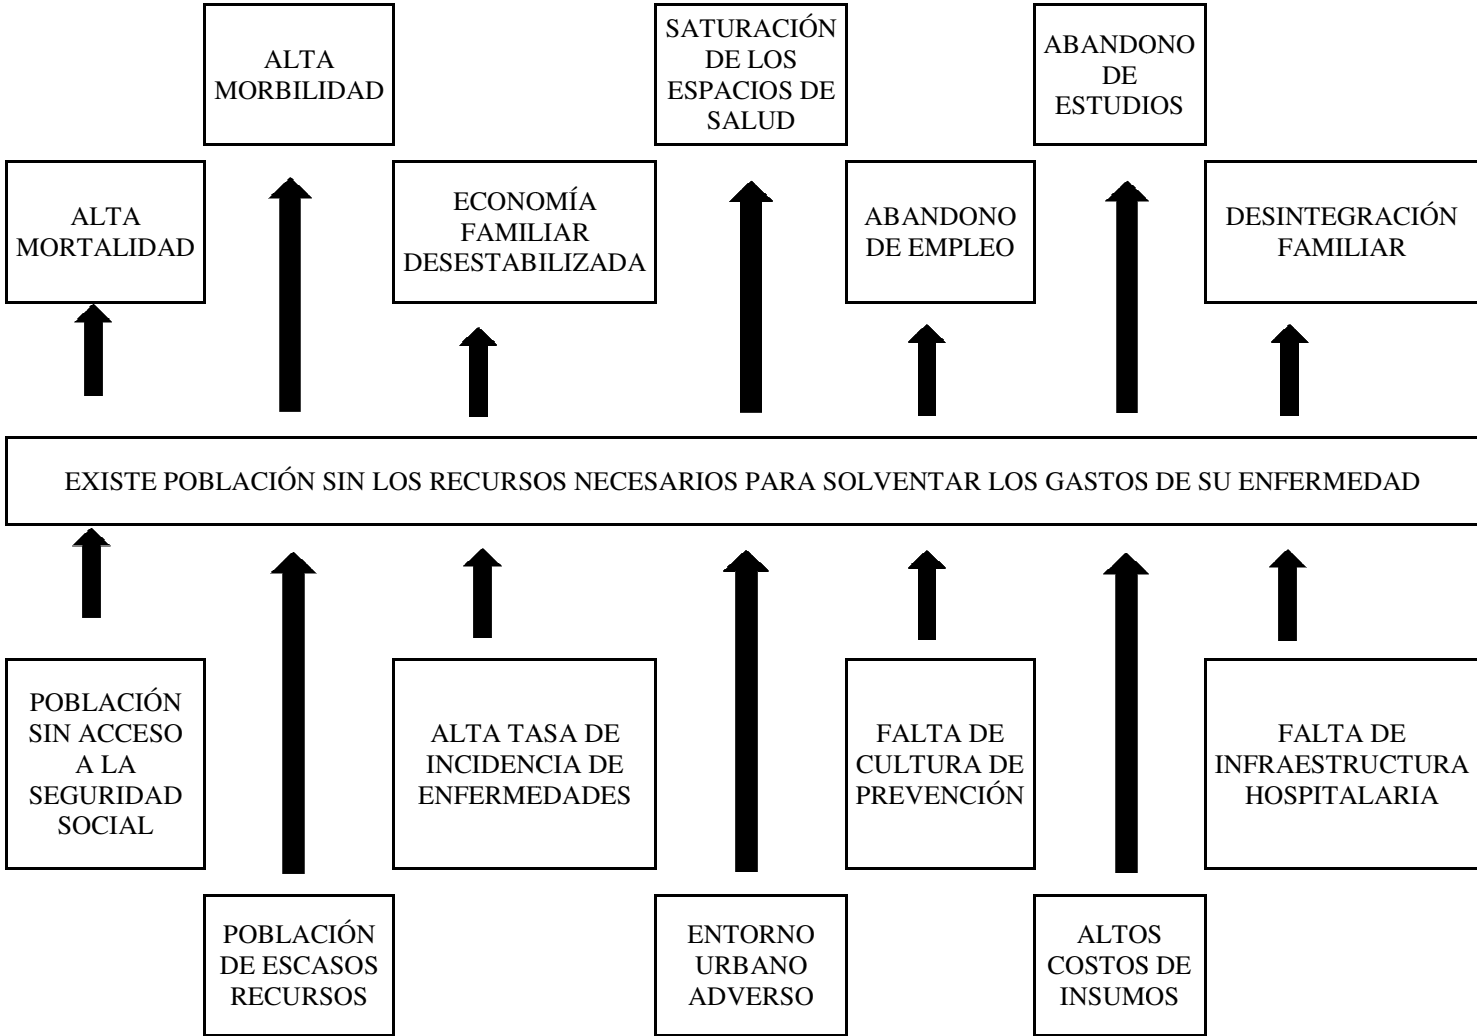 ALTA
MORBILIDAD
SATURACIÓN
DE LOS
ESPACIOS DE
SALUD
ABANDONO
DE
ESTUDIOS
ALTA
MORTALIDAD
ECONOMÍA
FAMILIAR
DESESTABILIZADA
ABANDONO
DE EMPLEO
DESINTEGRACIÓN
FAMILIAR
EXISTE POBLACIÓN SIN LOS RECURSOS NECESARIOS PARA SOLVENTAR LOS GASTOS DE SU ENFERMEDAD
POBLACIÓN
SIN ACCESO
A LA
SEGURIDAD
SOCIAL
ALTA TASA DE
INCIDENCIA DE
ENFERMEDADES
FALTA DE
CULTURA DE
PREVENCIÓN
FALTA DE
INFRAESTRUCTURA
HOSPITALARIA
POBLACIÓN
DE ESCASOS
RECURSOS
ENTORNO
URBANO
ADVERSO
ALTOS
COSTOS DE
INSUMOS